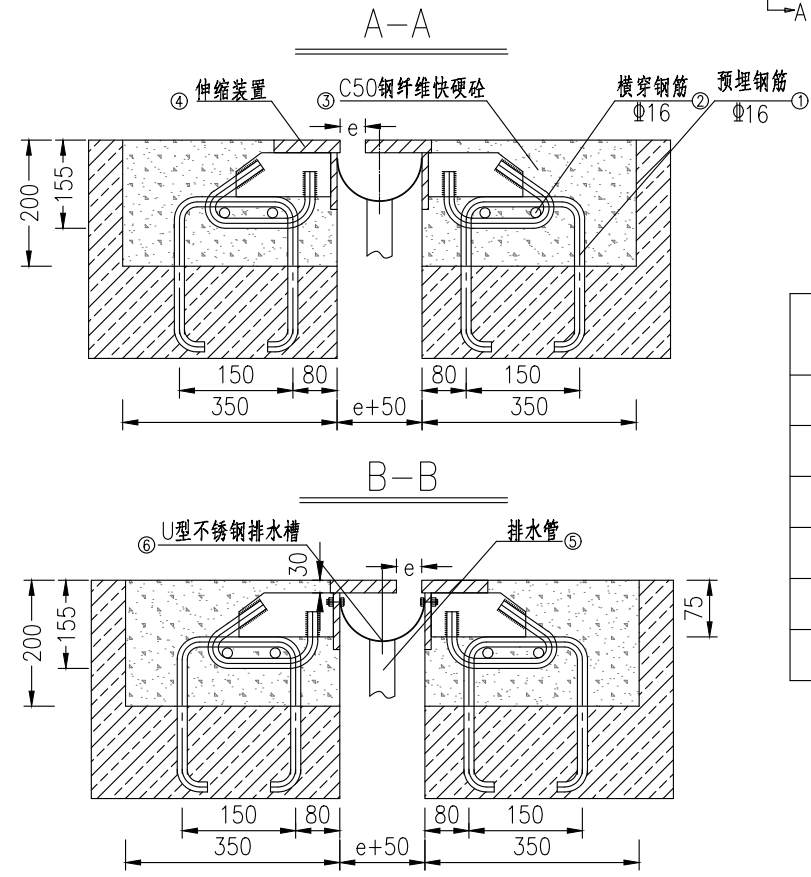 A
A-A
④ 伸缩装置
③ C50钢纤维快硬砼
横穿钢筋 ②
Φ16
预埋钢筋 ①
Φ16
e
200
155
150
80
80
150
350
e+50
350
B-B
⑥ U型不锈钢排水槽
排水管 ⑤
30
e
200
155
75
150
80
80
150
350
e+50
350